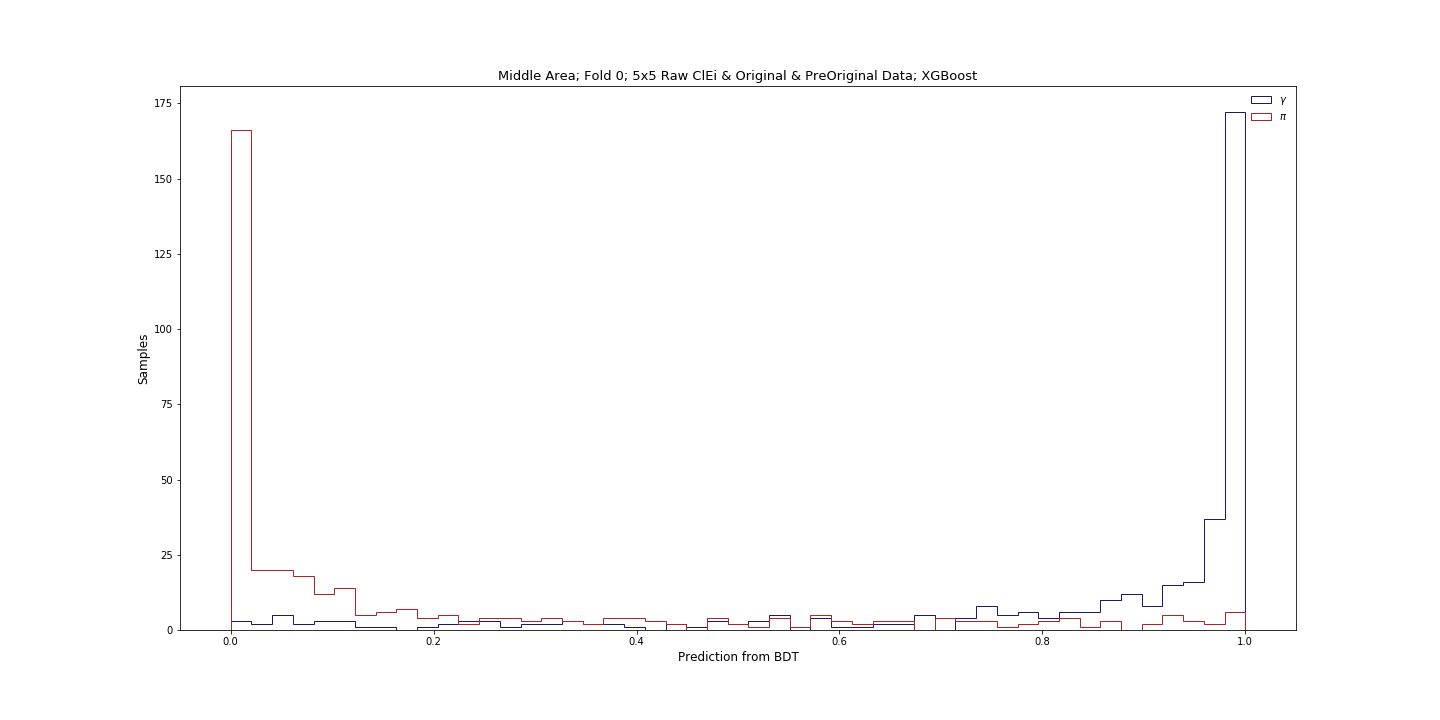 Middle Area; Fold 0; 5x5 Raw ClEi & Original & PreOriginal Data; XGBoost
γ
π
175
150
125
100
75
50
25
0
Samples
0.0 0.2 0.4 0.6 0.8 1.0
Prediction from BDT